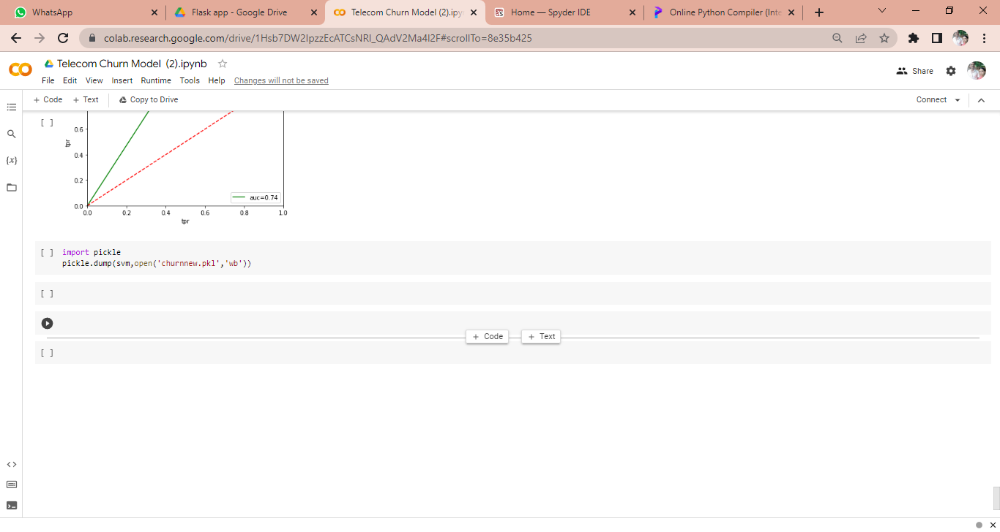 WhatsApp
Flask app - Google Drive
Telecom Churn Model (2).ipy
Home — Spyder IDE
Online Python Compiler (Inte
colab.research.google.com/drive/1Hsb7DW2IpzzEcATCsNRI_QAdV2Ma4I2F#scrollTo=8e35b425
Telecom Churn Model (2).ipynb
File Edit View Insert Runtime Tools Help Changes will not be saved
Share
+ Code + Text Copy to Drive
Connect
[ ]
0.6
tpr
0.4
0.2
0.0
auc=0.74
0.0 0.2 0.4 0.6 0.8 1.0
tpr
{x}
[ ] import pickle
pickle.dump(svm,open('churnnew.pkl','wb'))
[ ]
+ Code + Text
[ ]